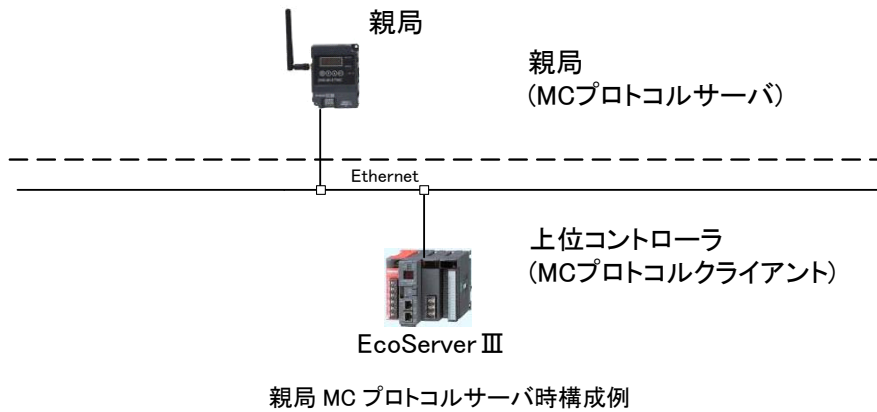 親局
親局
(MCプロトコルサーバ)
Ethernet
上位コントローラ
(MCプロトコルクライアント)
EcoServerⅢ
親局 MC プロトコルサーバ時構成例